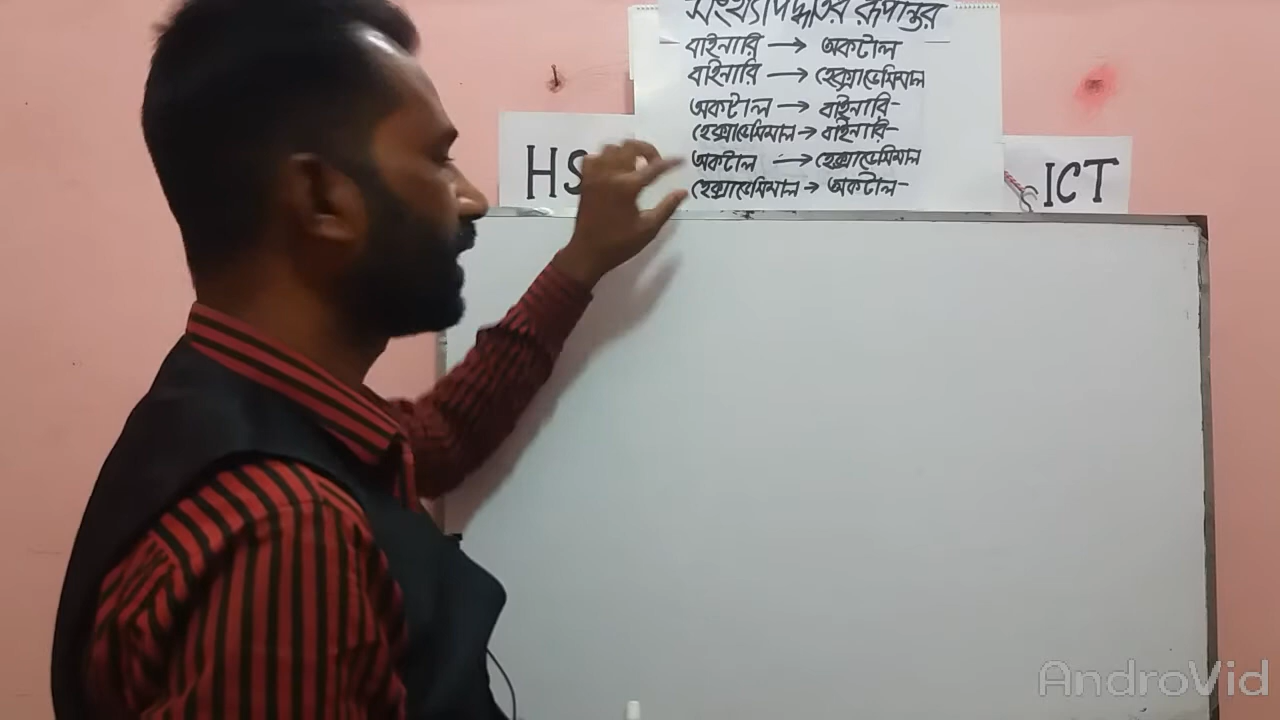 সংখ্যাপদ্ধতির রূপান্তর
বাইনারি → অকটাল
বাইনারি → হেক্সাডেসিমাল
অকটাল → বাইনারি
হেক্সাডেসিমাল → বাইনারি
অকটাল → হেক্সাডেসিমাল
হেক্সাডেসিমাল → অকটাল
HS
ICT
AndroVid